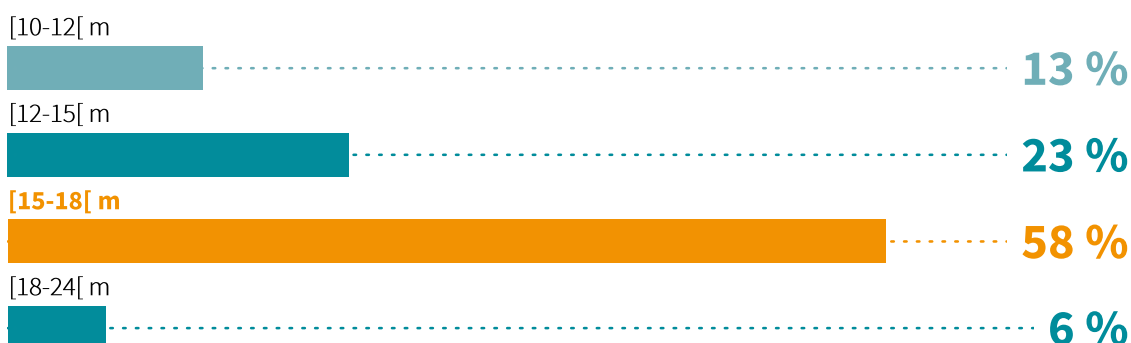 [10-12[ m
13 %
[12-15[ m
23 %
[15-18[ m
58 %
[18-24[ m
6 %